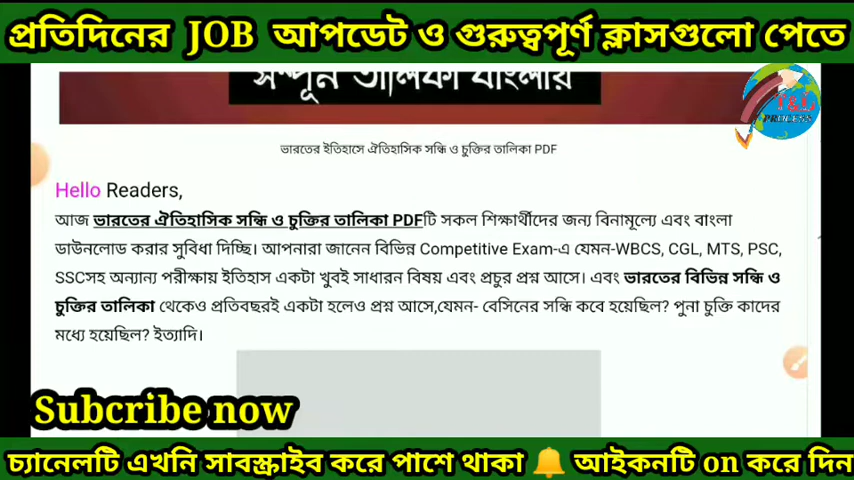 প্রতিদিনের JOB আপডেট ও গুরুত্বপূর্ণ ক্লাসগুলো পেতে
সম্পূর্ন তালিকা বাংলায়
T&L
PROCESS
ভারতের ইতিহাসে ঐতিহাসিক সন্ধি ও চুক্তির তালিকা PDF
Hello Readers,
আজ ভারতের ঐতিহাসিক সন্ধি ও চুক্তির তালিকা PDFটি সকল শিক্ষার্থীদের জন্য বিনামূল্যে এবং বাংলা
ডাউনলোড করার সুবিধা দিচ্ছি। আপনারা জানেন বিভিন্ন Competitive Exam-এ যেমন-WBCS, CGL, MTS, PSC,
SSCসহ অন্যান্য পরীক্ষায় ইতিহাস একটা খুবই সাধারন বিষয় এবং প্রচুর প্রশ্ন আসে। এবং ভারতের বিভিন্ন সন্ধি ও
চুক্তির তালিকা থেকেও প্রতিবছরই একটা হলেও প্রশ্ন আসে,যেমন- বেসিনের সন্ধি কবে হয়েছিল? পুনা চুক্তি কাদের
মধ্যে হয়েছিল? ইত্যাদি।
Subcribe now
চ্যানেলটি এখনি সাবস্ক্রাইব করে পাশে থাকা আইকনটি on করে দিন